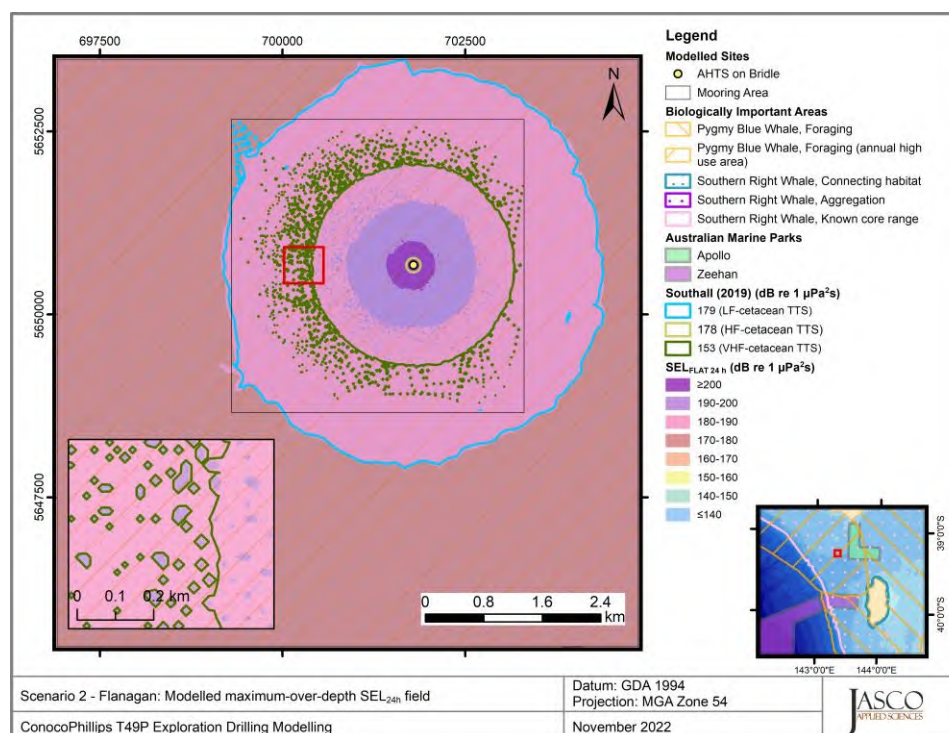 697500 700000 702500
5652500
5650000
5647500
N
0 0.1 0.2 km
0 0.8 1.6 2.4
km
Legend
Modelled Sites
AHTS on Bridle
Mooring Area
Biologically Important Areas
Pygmy Blue Whale, Foraging
Pygmy Blue Whale, Foraging (annual high
use area)
Southern Right Whale, Connecting habitat
Southern Right Whale, Aggregation
Southern Right Whale, Known core range
Australian Marine Parks
Apollo
Zeehan
Southall (2019) (dB re 1 µPa²s)
179 (LF-cetacean TTS)
178 (HF-cetacean TTS)
153 (VHF-cetacean TTS)
SELFLAT 24 h (dB re 1 µPa²s)
≥200
190-200
180-190
170-180
160-170
150-160
140-150
≤140
39°0'0"S
40°0'0"S
143°0'0"E 144°0'0"E
Scenario 2 - Flanagan: Modelled maximum-over-depth SEL24h field
ConocoPhillips T49P Exploration Drilling Modelling
Datum: GDA 1994
Projection: MGA Zone 54
November 2022
JASCO
APPLIED SCIENCES